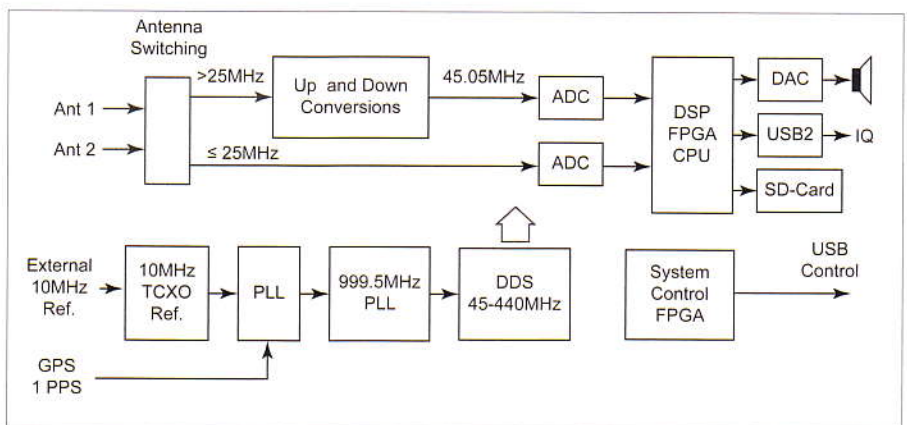 Antenna
Switching
>25MHz
Up and Down
Conversions
45.05MHz
ADC
DSP
FPGA
CPU
DAC
Ant 1
Ant 2
≤ 25MHz
ADC
USB2
IQ
SD-Card
External
10MHz
Ref.
10MHz
TCXO
Ref.
PLL
999.5MHz
PLL
DDS
45-440MHz
System
Control
FPGA
USB
Control
GPS
1 PPS